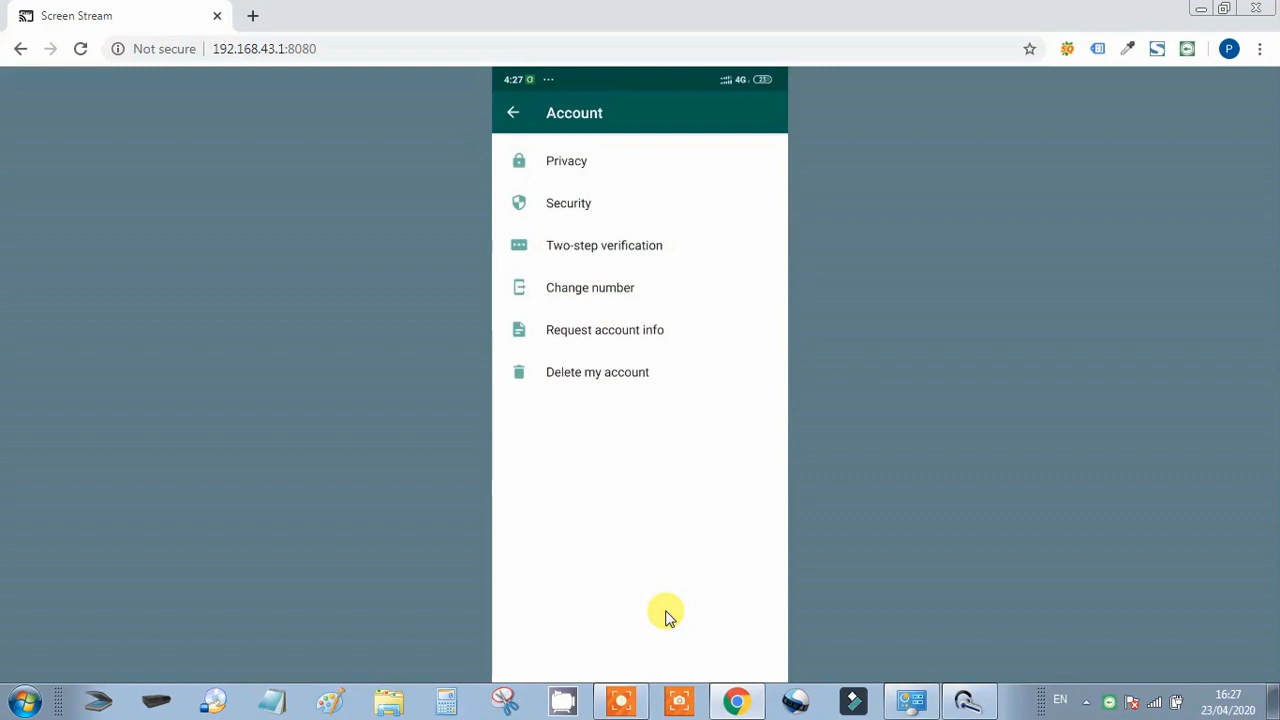 Screen Stream
Not secure
192.168.43.1:8080
P
4:27
4G
23
Account
Privacy
Security
Two-step verification
Change number
Request account info
Delete my account
EN
16:27
23/04/2020